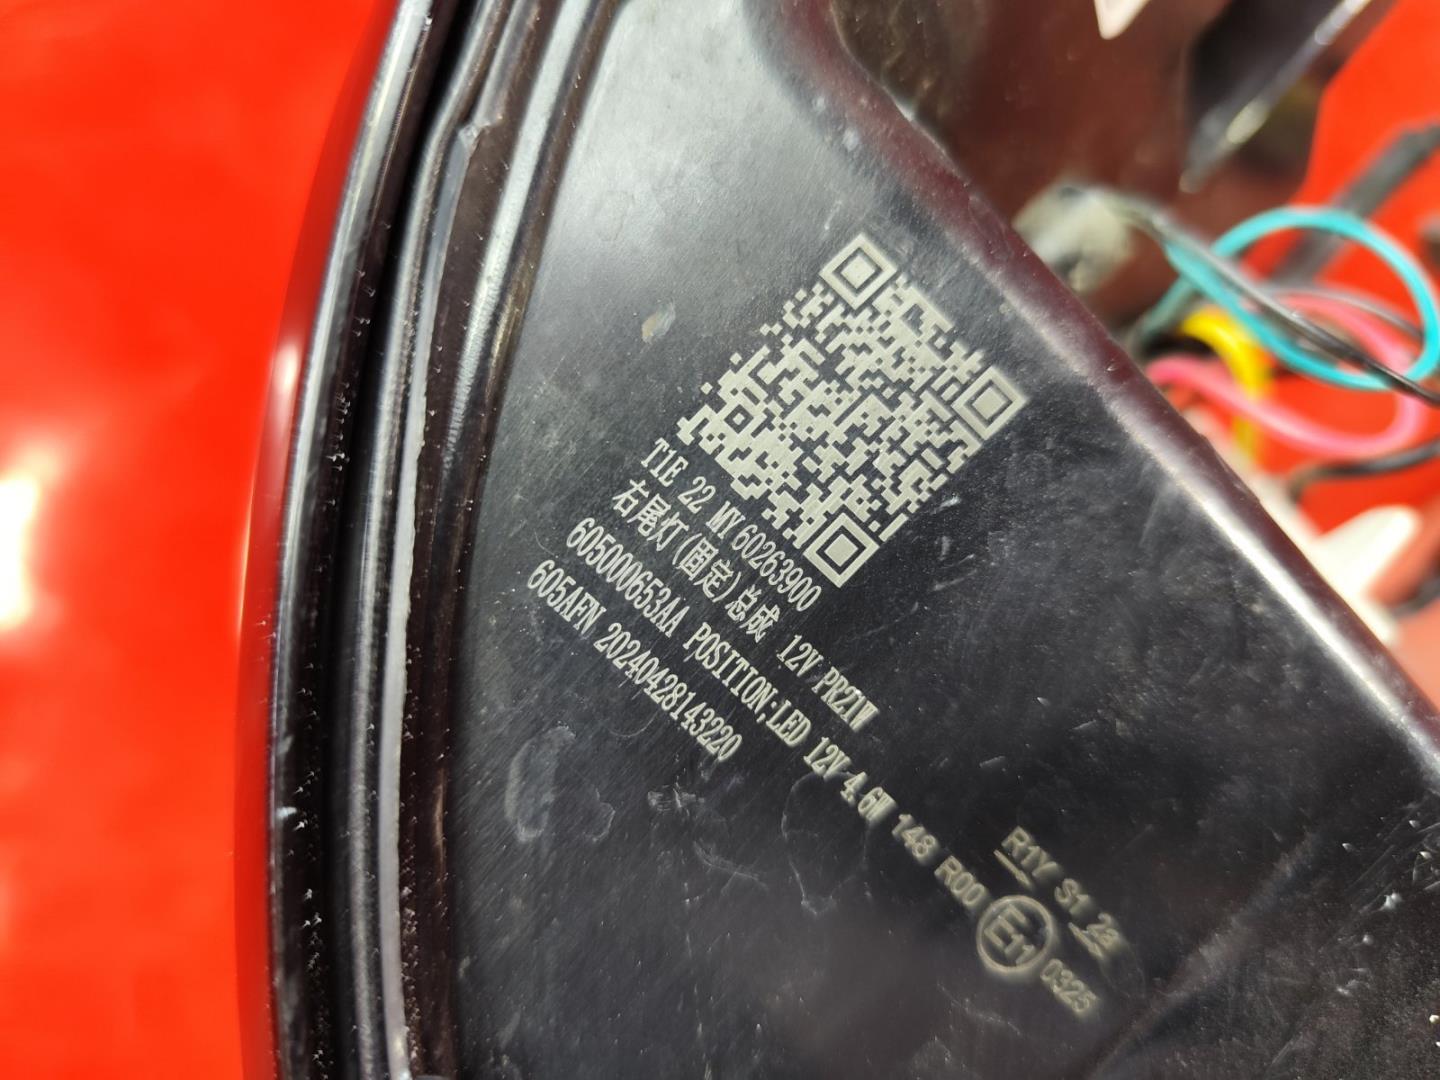 T1E 22 MY 60263900
右尾灯(固定)总成 12V PR21W
605000653AA POSITION;LED 12V 4.6W 148 R00
605AFN 20240428143220
R1Y S1 2a
E11 0325